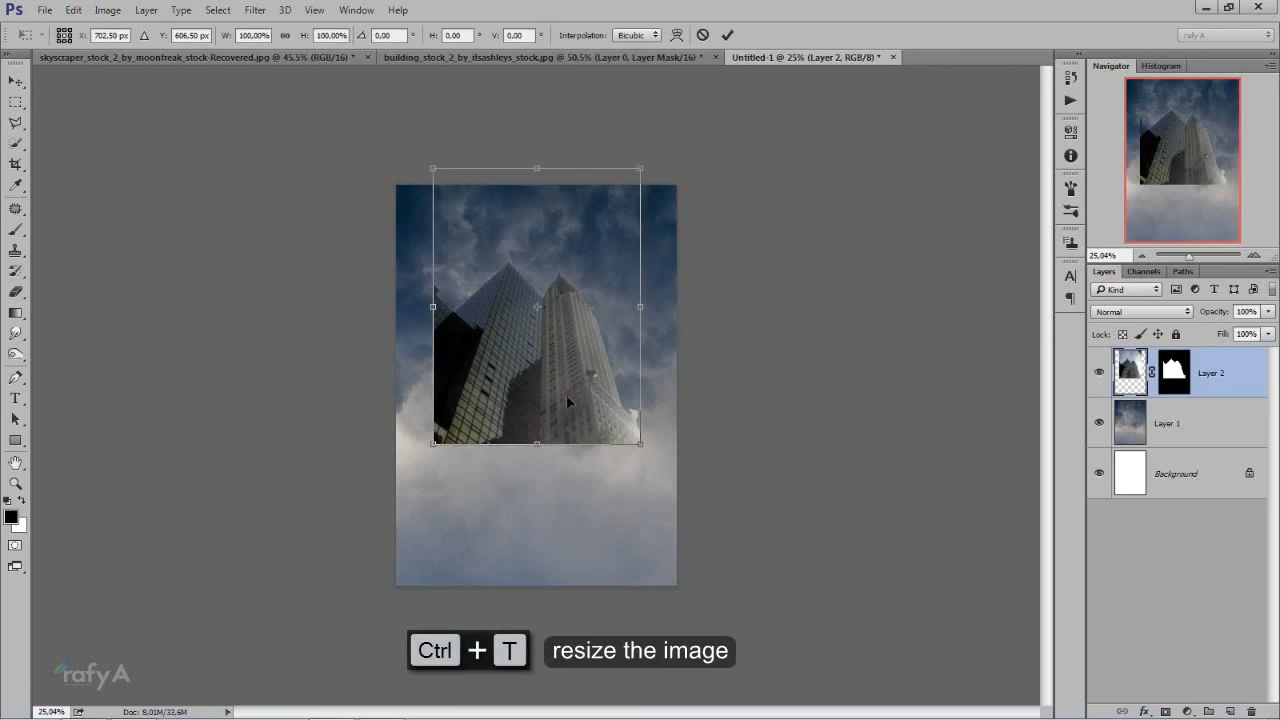 Ps File Edit Image Layer Type Select Filter 3D View Window Help
X: 702,50 px Y: 606,50 px W: 100,00% H: 100,00% 0,00 ° H: 0,00 ° V: 0,00 ° Interpolation: Bicubic rafy A
skyscraper_stock_2_by_moonfreak_stock-Recovered.jpg @ 45,5% (RGB/16) * × building_stock_2_by_itsashleys_stock.jpg @ 50,5% (Layer 0, Layer Mask/16) * × Untitled-1 @ 25% (Layer 2, RGB/8) * ×
Navigator Histogram
25,04%
Layers Channels Paths
Kind
Normal Opacity: 100%
Lock: Fill: 100%
Layer 2
Layer 1
Background
Ctrl + T resize the image
rafy A
25,04% Doc: 8,01M/33,6M